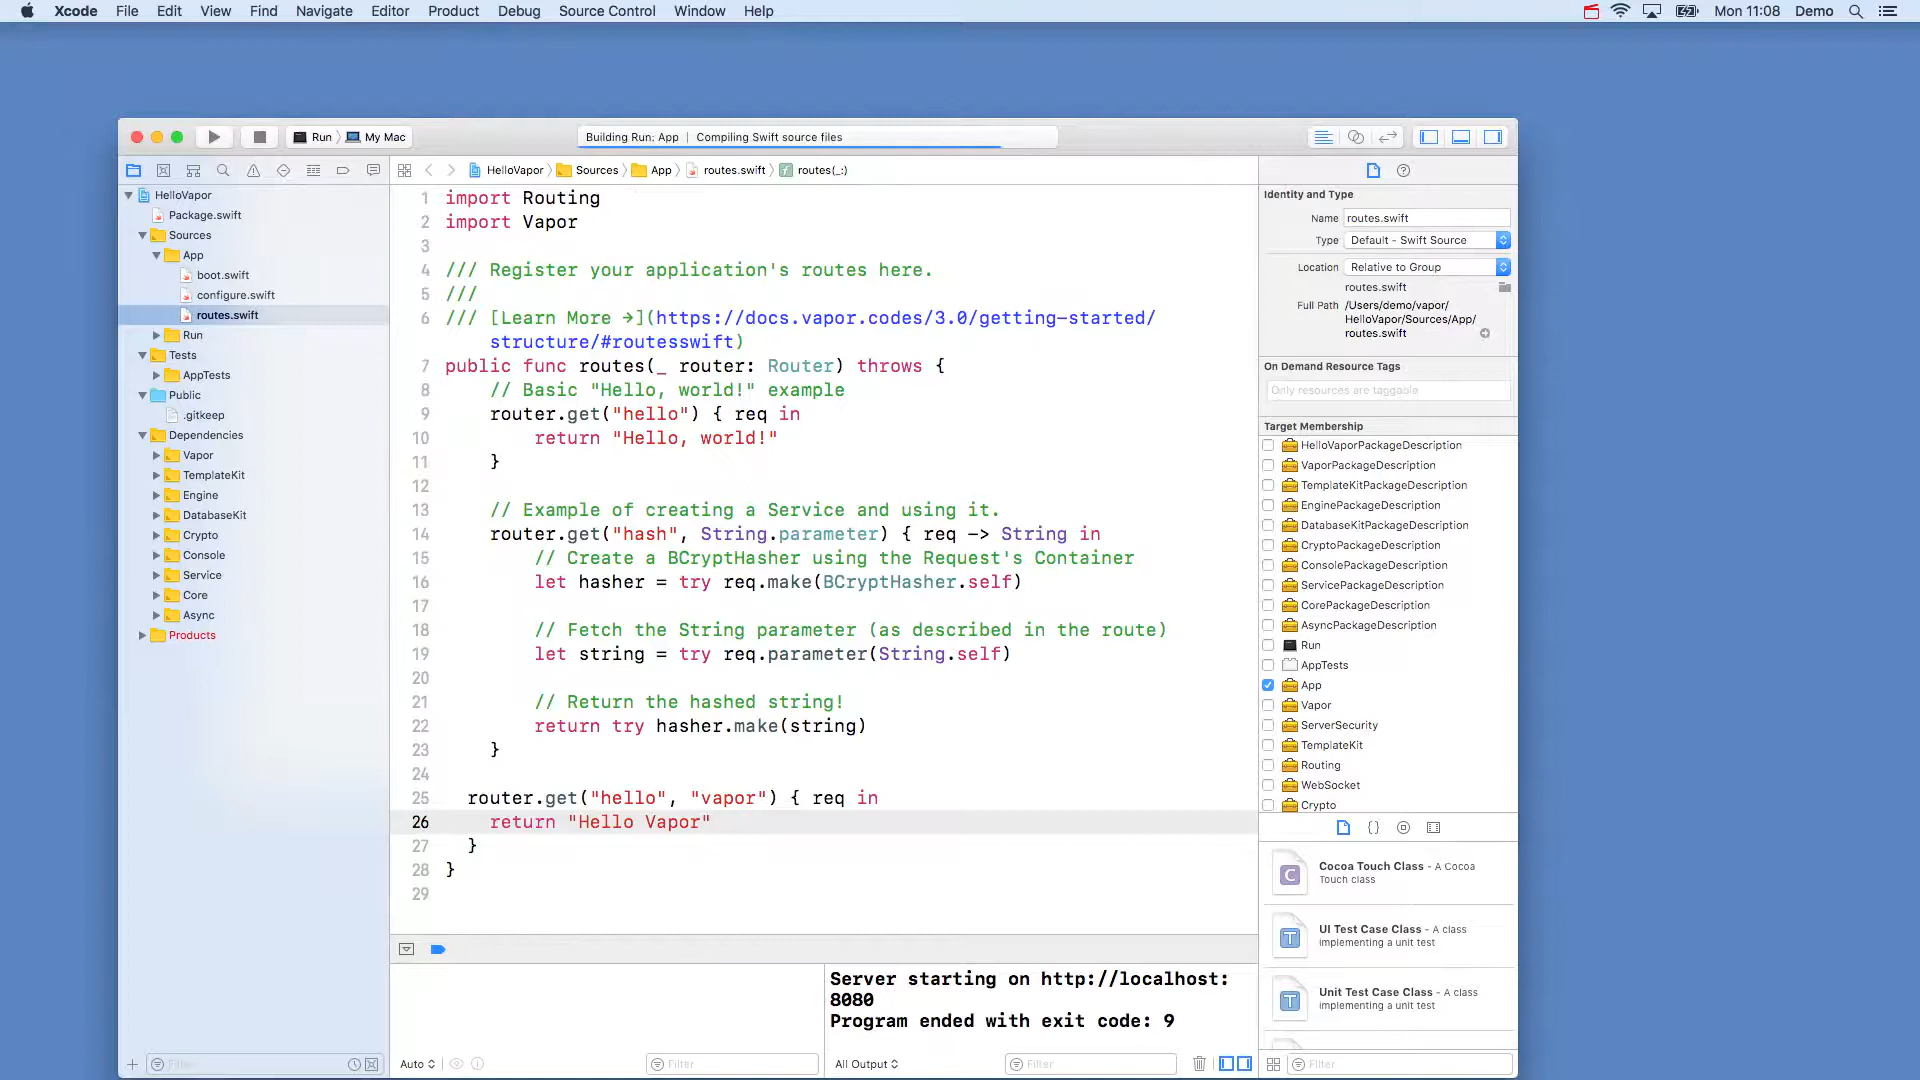 Xcode File Edit View Find Navigate Editor Product Debug Source Control Window Help
Mon 11:08 Demo
Run My Mac
Building Run: App | Compiling Swift source files
HelloVapor Sources App routes.swift routes(_:)
HelloVapor
Package.swift
Sources
App
boot.swift
configure.swift
routes.swift
Run
Tests
AppTests
Public
.gitkeep
Dependencies
Vapor
TemplateKit
Engine
DatabaseKit
Crypto
Console
Service
Core
Async
Products
Filter
1 import Routing
2 import Vapor
3
4 /// Register your application's routes here.
5 ///
6 /// [Learn More →](https://docs.vapor.codes/3.0/getting-started/
structure/#routesswift)
7 public func routes(_ router: Router) throws {
8 // Basic "Hello, world!" example
9 router.get("hello") { req in
10 return "Hello, world!"
11 }
12
13 // Example of creating a Service and using it.
14 router.get("hash", String.parameter) { req -> String in
15 // Create a BCryptHasher using the Request's Container
16 let hasher = try req.make(BCryptHasher.self)
17
18 // Fetch the String parameter (as described in the route)
19 let string = try req.parameter(String.self)
20
21 // Return the hashed string!
22 return try hasher.make(string)
23 }
24
25 router.get("hello", "vapor") { req in
26 return "Hello Vapor"
27 }
28 }
29
Auto
Filter
Server starting on http://localhost:
8080
Program ended with exit code: 9
All Output
Filter
Identity and Type
Name routes.swift
Type Default - Swift Source
Location Relative to Group
routes.swift
Full Path /Users/demo/vapor/
HelloVapor/Sources/App/
routes.swift
On Demand Resource Tags
Only resources are taggable
Target Membership
HelloVaporPackageDescription
VaporPackageDescription
TemplateKitPackageDescription
EnginePackageDescription
DatabaseKitPackageDescription
CryptoPackageDescription
ConsolePackageDescription
ServicePackageDescription
CorePackageDescription
AsyncPackageDescription
Run
AppTests
App
Vapor
ServerSecurity
TemplateKit
Routing
WebSocket
Crypto
Cocoa Touch Class - A Cocoa
Touch class
UI Test Case Class - A class
implementing a unit test
Unit Test Case Class - A class
implementing a unit test
Filter